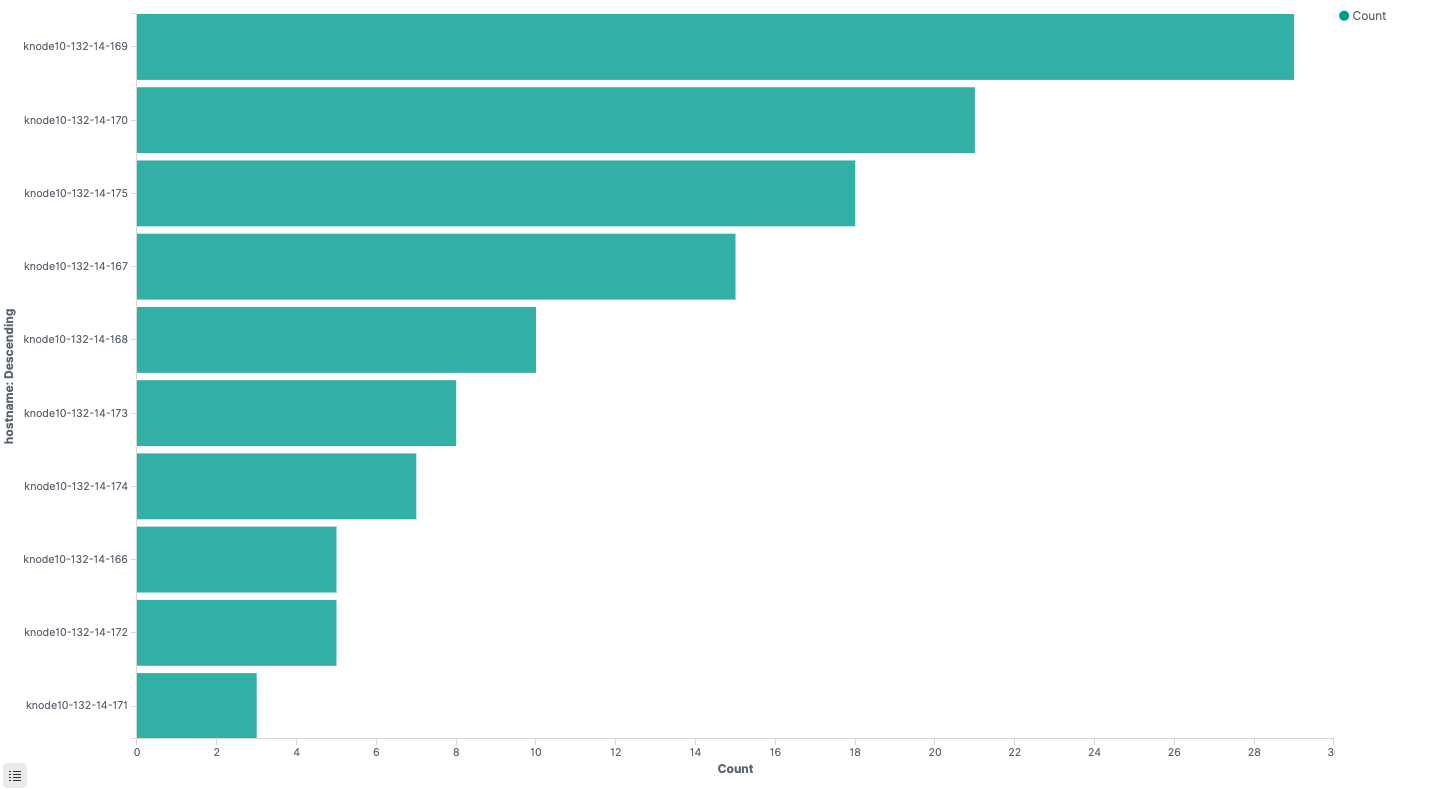 Count
knode10-132-14-169
knode10-132-14-170
knode10-132-14-175
knode10-132-14-167
knode10-132-14-168
knode10-132-14-173
knode10-132-14-174
knode10-132-14-166
knode10-132-14-172
knode10-132-14-171
hostname: Descending
0 2 4 6 8 10 12 14 16 18 20 22 24 26 28
Count